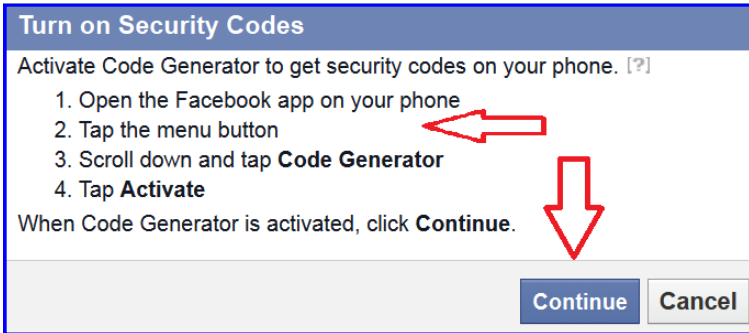 Turn on Security Codes
Activate Code Generator to get security codes on your phone. [?]
1. Open the Facebook app on your phone
2. Tap the menu button
3. Scroll down and tap Code Generator
4. Tap Activate
When Code Generator is activated, click Continue.
Continue Cancel